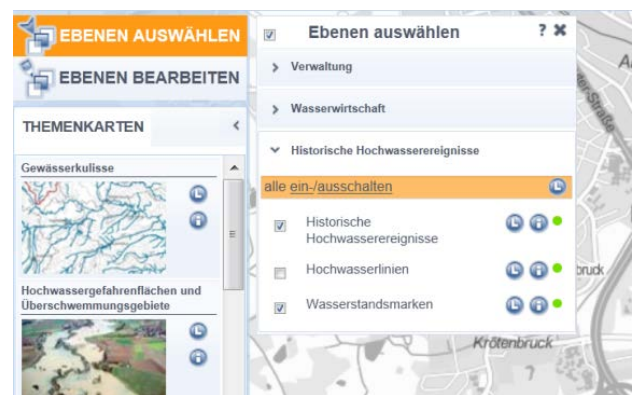 EBENEN AUSWÄHLEN
EBENEN BEARBEITEN
THEMENKARTEN
Gewässerkulisse
Hochwassergefahrenflächen und
Überschwemmungsgebiete
Ebenen auswählen
?
Verwaltung
Wasserwirtschaft
Historische Hochwasserereignisse
alle ein-/ausschalten
Historische
Hochwasserereignisse
Hochwasserlinien
Wasserstandsmarken
bruck
Krötenbruck